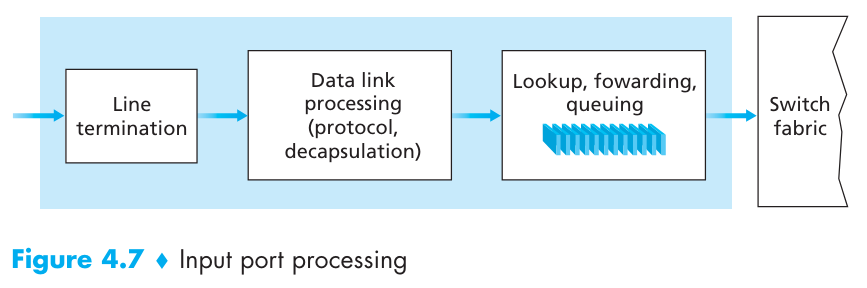 Line
termination
Data link
processing
(protocol,
decapsulation)
Lookup, fowarding,
queuing
Switch
fabric
Figure 4.7 ♦ Input port processing